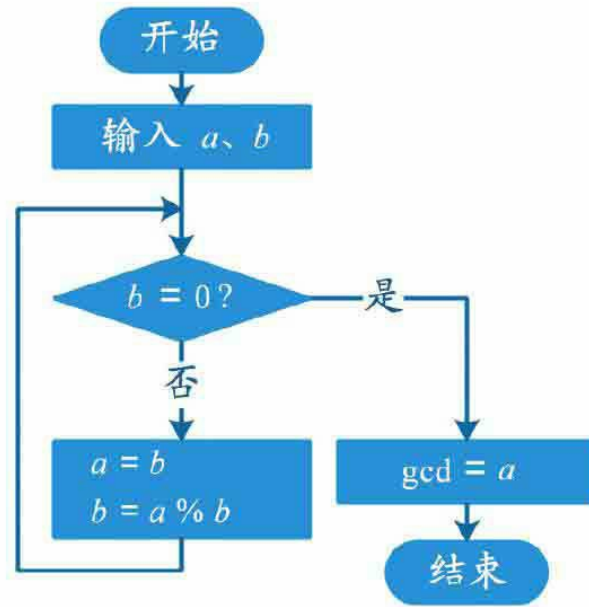 开始
输入 a、b
b = 0?
是
否
a = b
b = a % b
gcd = a
结束